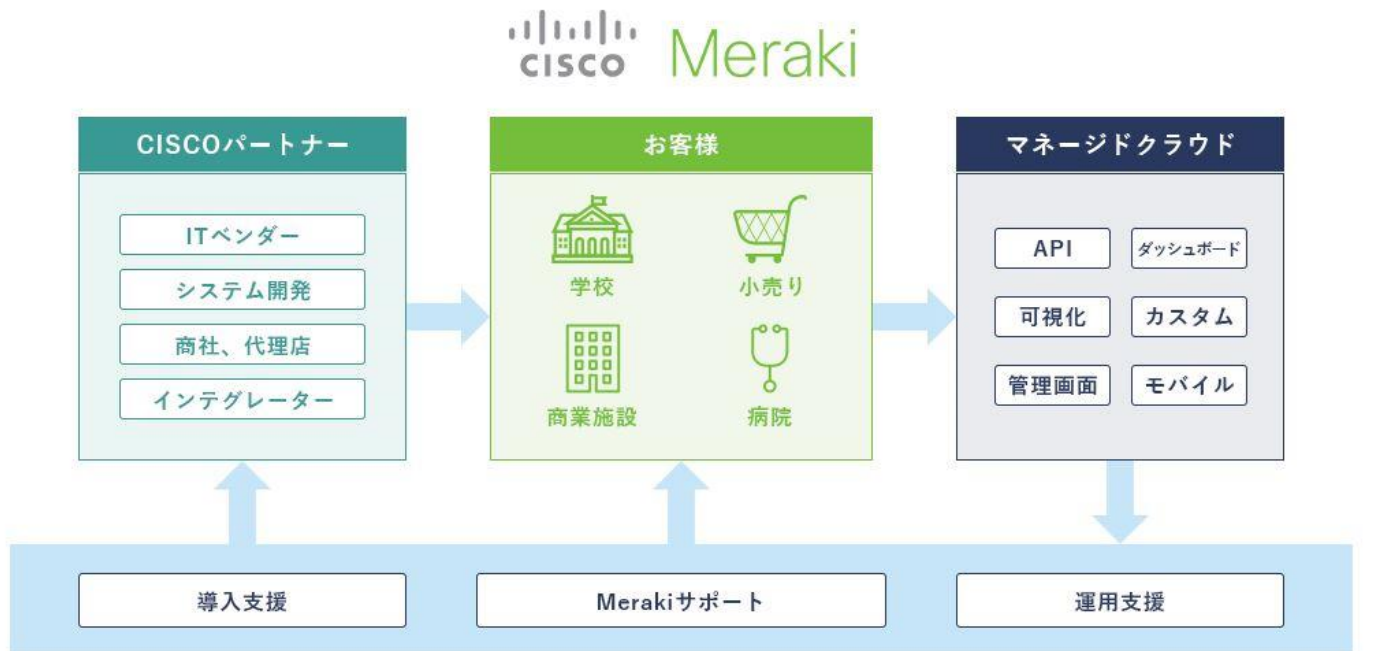 CISCO Meraki
CISCOパートナー
ITベンダー
システム開発
商社、代理店
インテグレーター
お客様
学校
小売り
商業施設
病院
マネージドクラウド
API
ダッシュボード
可視化
カスタム
管理画面
モバイル
導入支援
Merakiサポート
運用支援